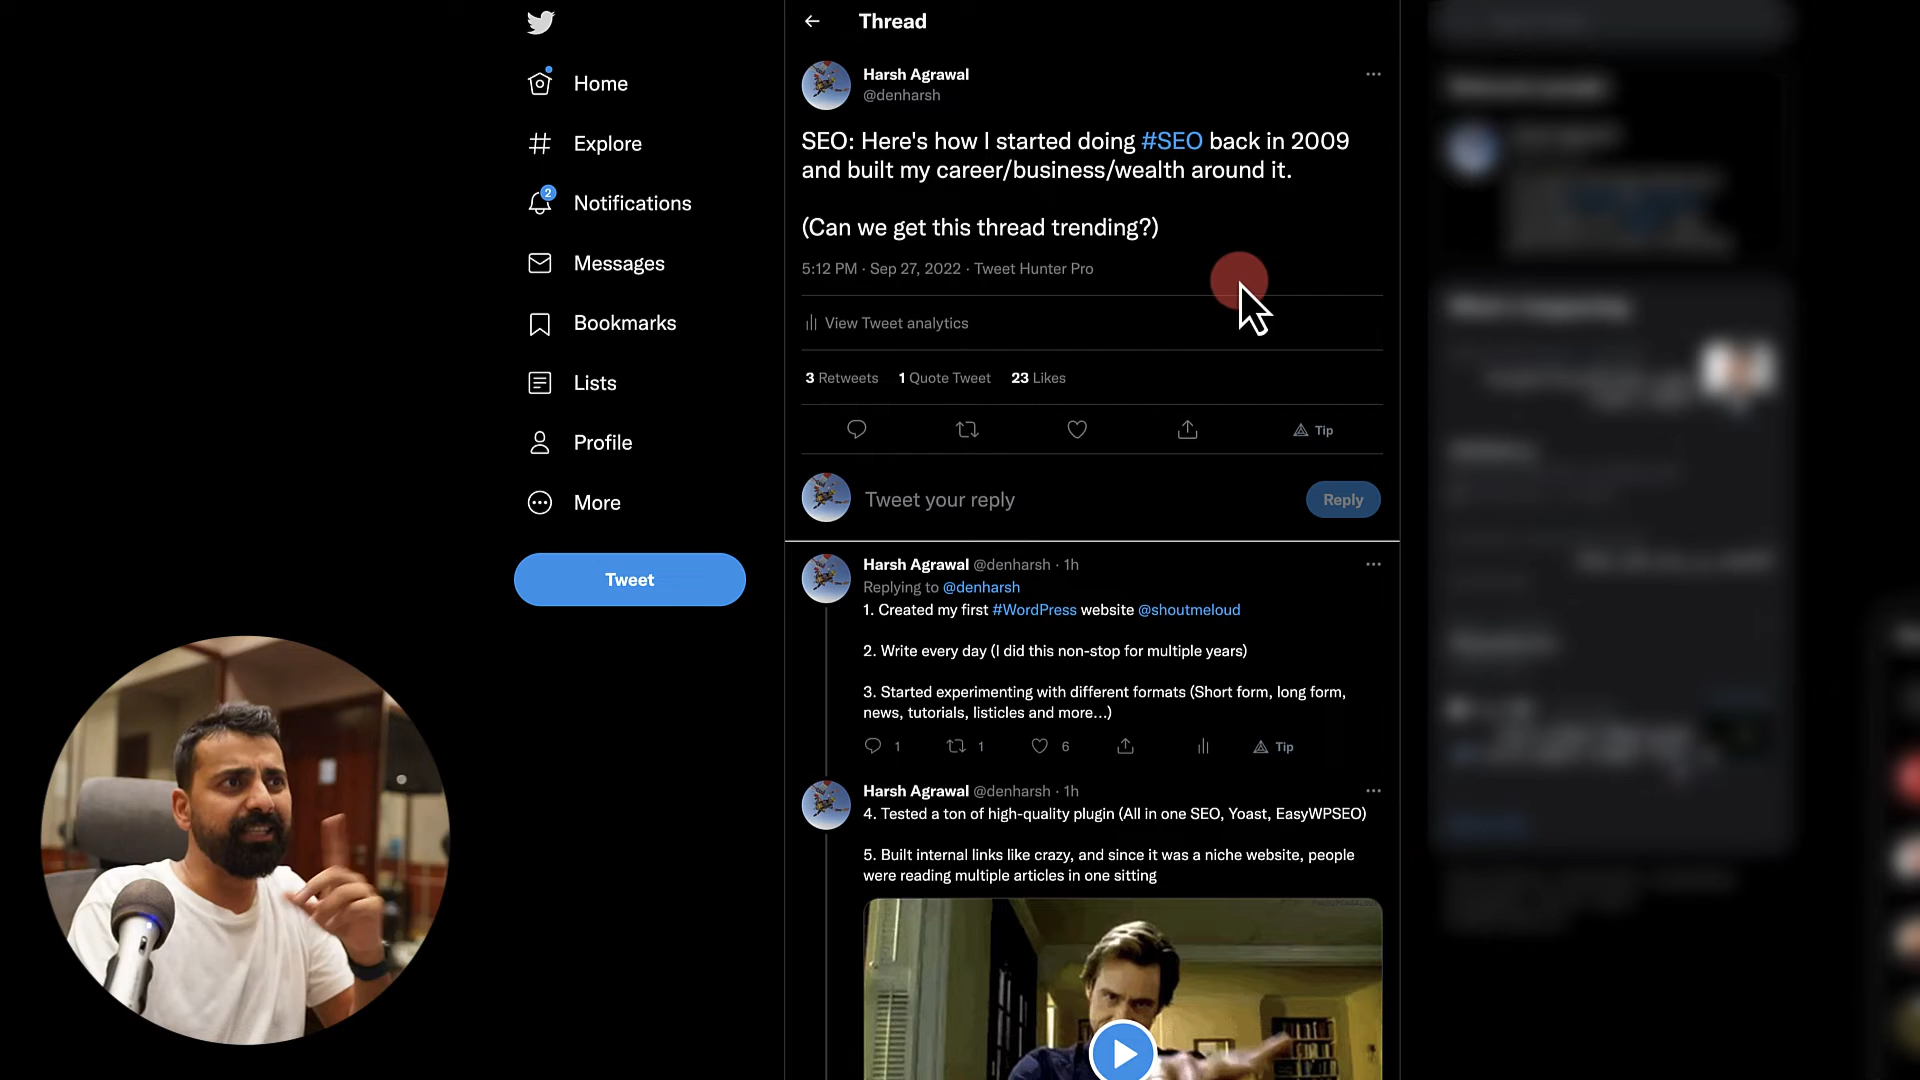 Home
Explore
2
Notifications
Messages
Bookmarks
Lists
Profile
More
Tweet
Thread
Harsh Agrawal
@denharsh
SEO: Here's how I started doing #SEO back in 2009
and built my career/business/wealth around it.
(Can we get this thread trending?)
5:12 PM · Sep 27, 2022 · Tweet Hunter Pro
View Tweet analytics
3 Retweets 1 Quote Tweet 23 Likes
Tip
Tweet your reply
Reply
Harsh Agrawal @denharsh · 1h
Replying to @denharsh
1. Created my first #WordPress website @shoutmeloud
2. Write every day (I did this non-stop for multiple years)
3. Started experimenting with different formats (Short form, long form,
news, tutorials, listicles and more...)
1 1 6 Tip
Harsh Agrawal @denharsh · 1h
4. Tested a ton of high-quality plugin (All in one SEO, Yoast, EasyWPSEO)
5. Built internal links like crazy, and since it was a niche website, people
were reading multiple articles in one sitting